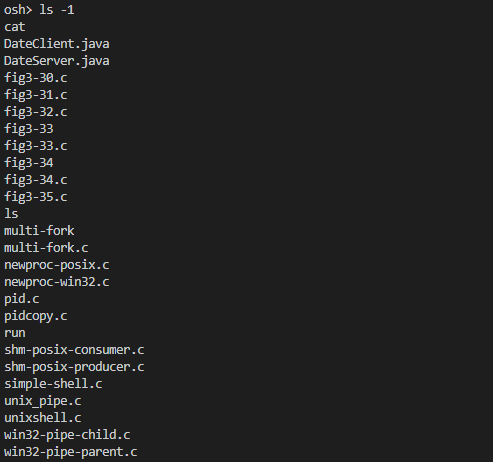 osh> ls -1
cat
DateClient.java
DateServer.java
fig3-30.c
fig3-31.c
fig3-32.c
fig3-33
fig3-33.c
fig3-34
fig3-34.c
fig3-35.c
ls
multi-fork
multi-fork.c
newproc-posix.c
newproc-win32.c
pid.c
pidcopy.c
run
shm-posix-consumer.c
shm-posix-producer.c
simple-shell.c
unix_pipe.c
unixshell.c
win32-pipe-child.c
win32-pipe-parent.c